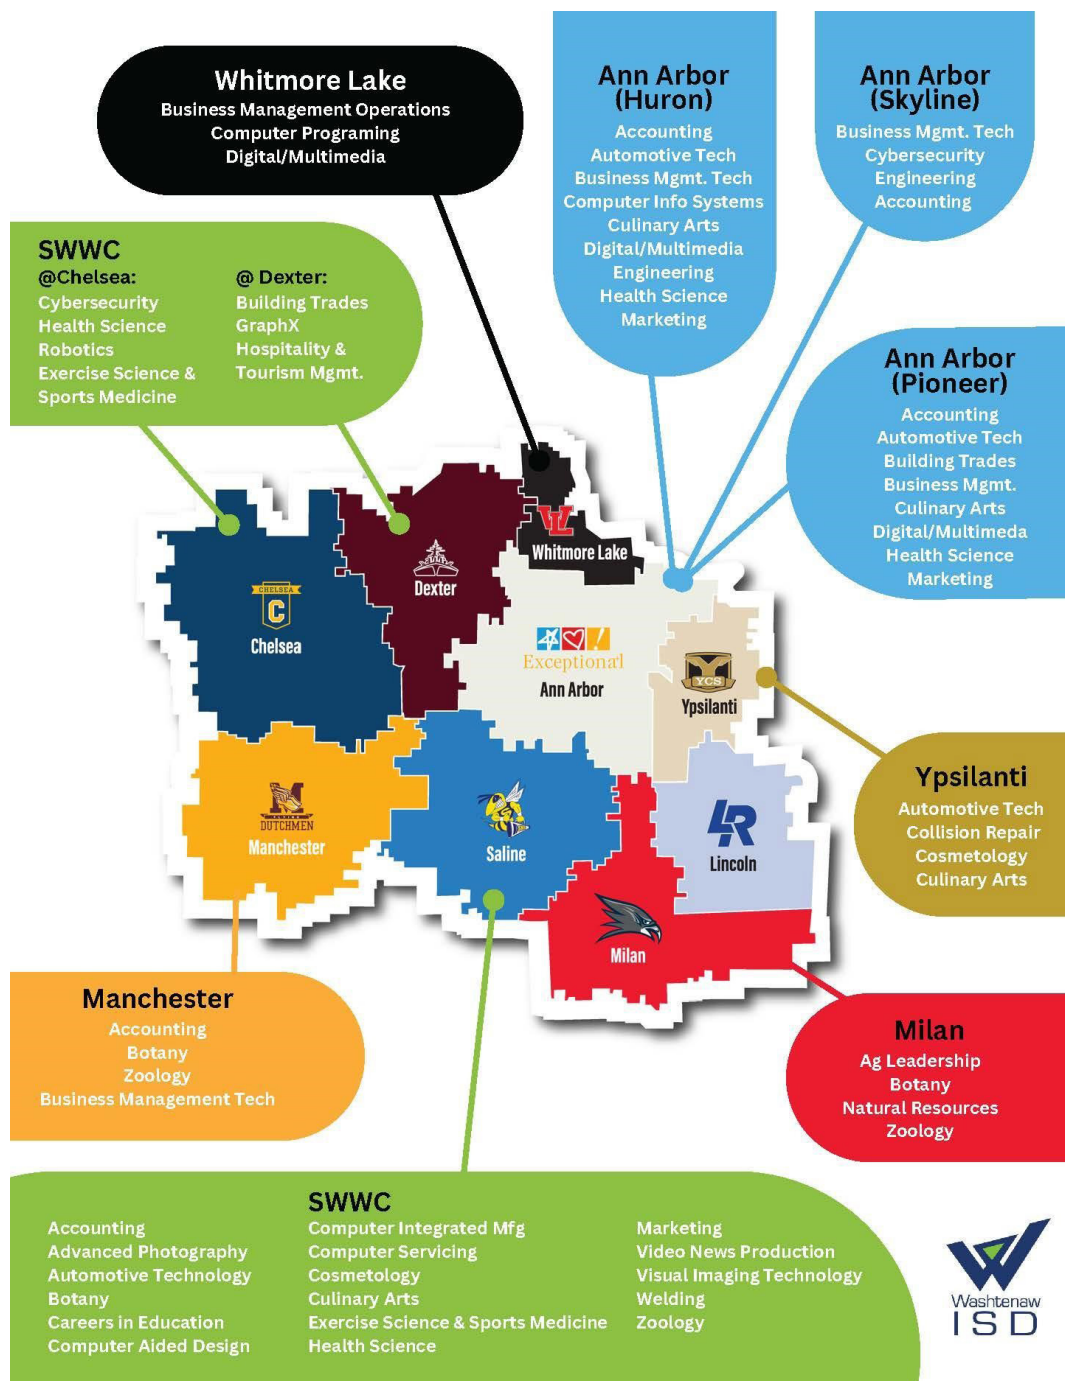 Whitmore Lake
Business Management Operations
Computer Programing
Digital/Multimedia
Ann Arbor
(Huron)
Accounting
Automotive Tech
Business Mgmt. Tech
Computer Info Systems
Culinary Arts
Digital/Multimedia
Engineering
Health Science
Marketing
Ann Arbor
(Skyline)
Business Mgmt. Tech
Cybersecurity
Engineering
Accounting
SWWC
@Chelsea:
Cybersecurity
Health Science
Robotics
Exercise Science &
Sports Medicine
@ Dexter:
Building Trades
GraphX
Hospitality &
Tourism Mgmt.
Ann Arbor
(Pioneer)
Accounting
Automotive Tech
Building Trades
Business Mgmt.
Culinary Arts
Digital/Multimeda
Health Science
Marketing
WL
Whitmore Lake
Dexter
CHELSEA
C
Chelsea
Exceptional
Ann Arbor
Y
YCS
Ypsilanti
M
FLYING
DUTCHMEN
Manchester
S
Saline
LR
Lincoln
Milan
Ypsilanti
Automotive Tech
Collision Repair
Cosmetology
Culinary Arts
Manchester
Accounting
Botany
Zoology
Business Management Tech
Milan
Ag Leadership
Botany
Natural Resources
Zoology
SWWC
Accounting
Advanced Photography
Automotive Technology
Botany
Careers in Education
Computer Aided Design
Computer Integrated Mfg
Computer Servicing
Cosmetology
Culinary Arts
Exercise Science & Sports Medicine
Health Science
Marketing
Video News Production
Visual Imaging Technology
Welding
Zoology
Washtenaw
ISD